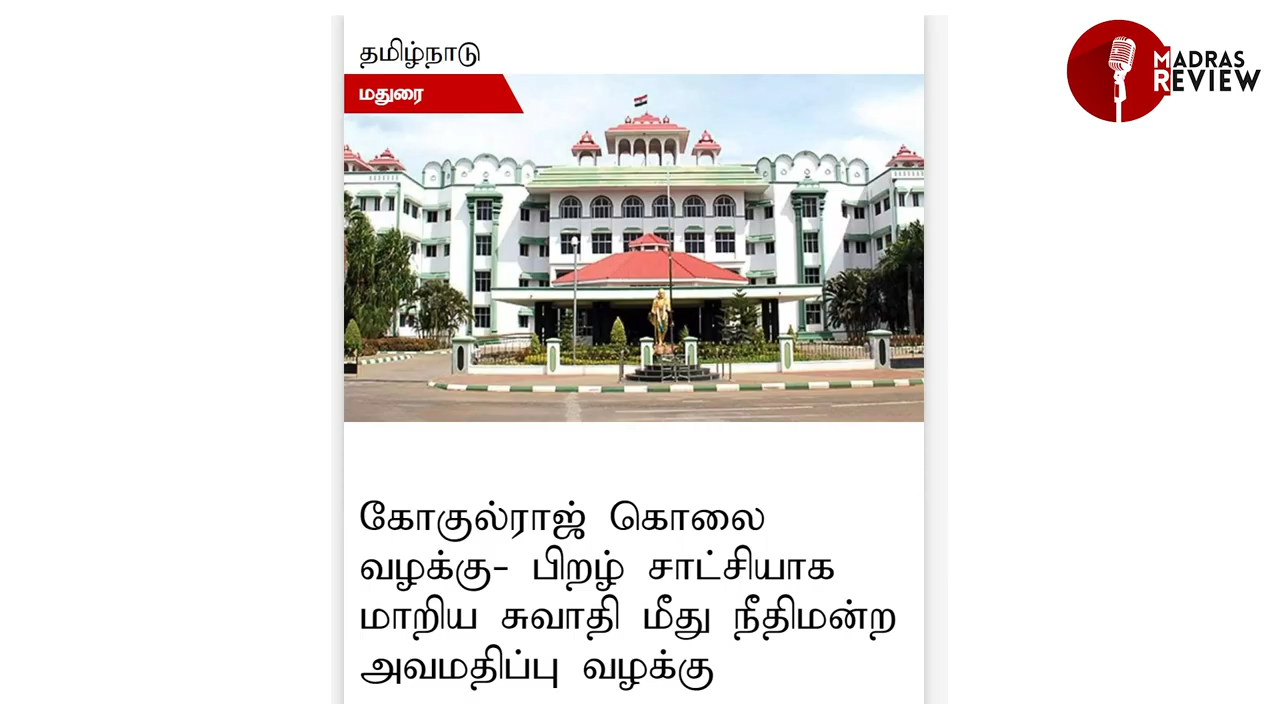 தமிழ்நாடு
மதுரை
MADRAS
REVIEW
கோகுல்ராஜ் கொலை
வழக்கு- பிறழ் சாட்சியாக
மாறிய சுவாதி மீது நீதிமன்ற
அவமதிப்பு வழக்கு